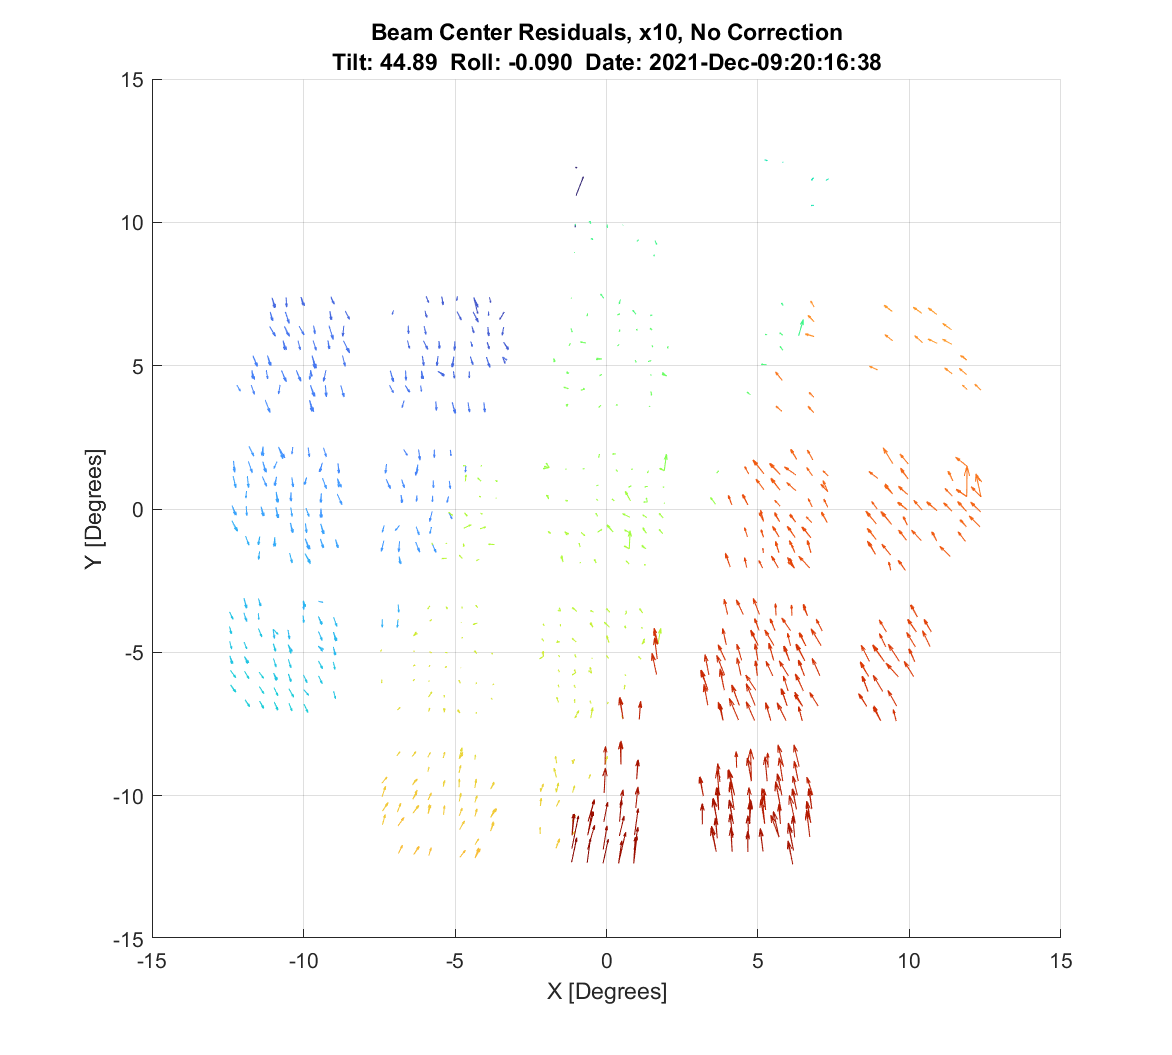 Beam Center Residuals, x10, No Correction
Tilt: 44.89 Roll: -0.090 Date: 2021-Dec-09:20:16:38
15
10
5
0
-5
-10
-15
Y [Degrees]
-15 -10 -5 0 5 10 15
X [Degrees]